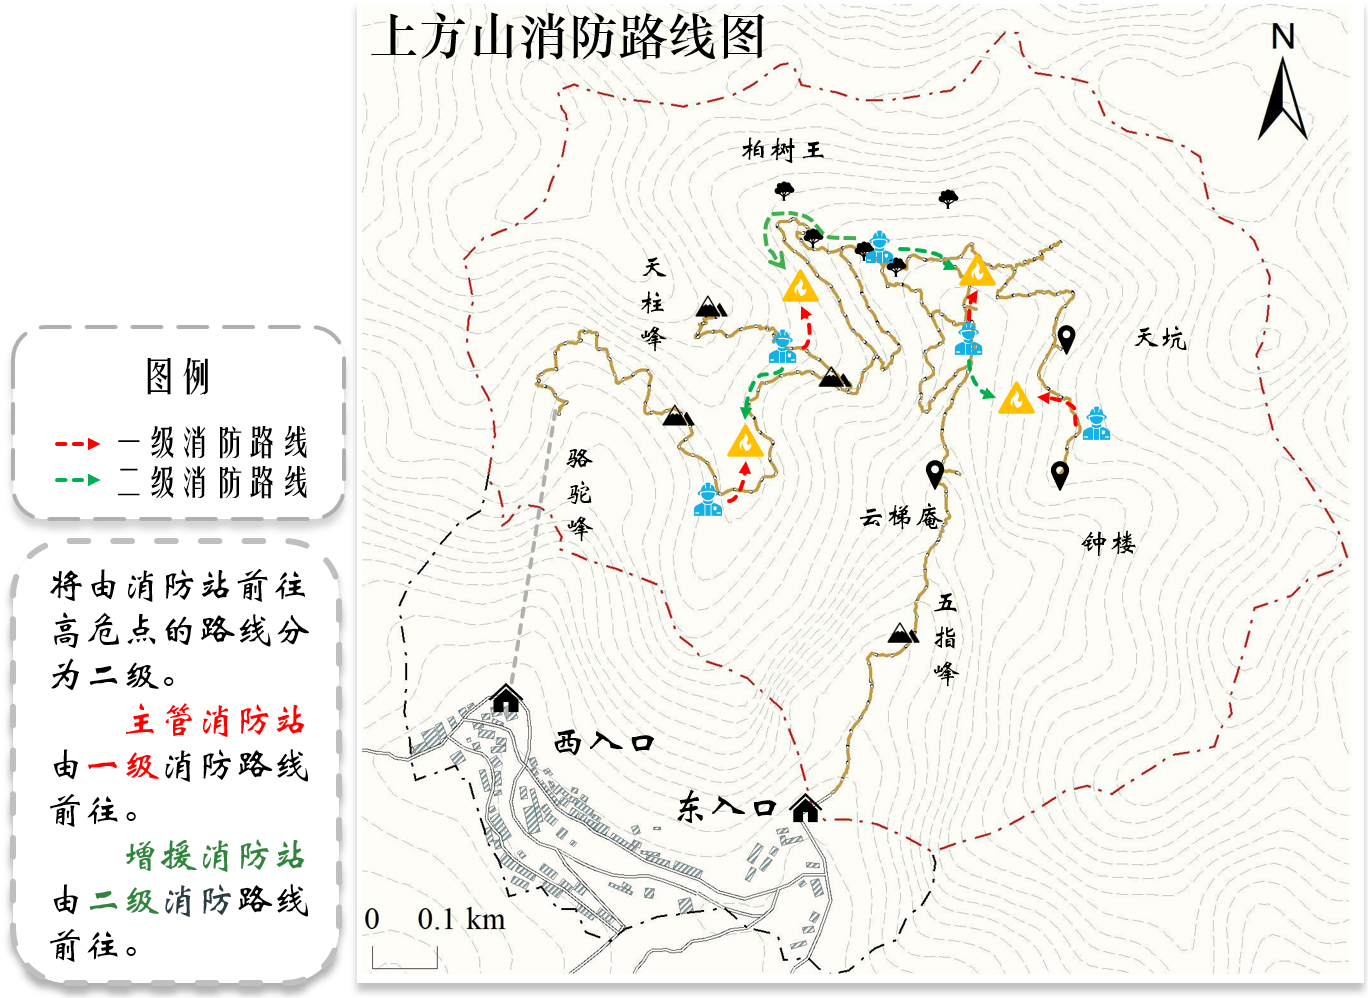 上方山消防路线图
N
柏树王
天柱峰
天坑
骆驼峰
云梯庵
钟楼
五指峰
西入口
东入口
0 0.1 km
图例
一级消防路线
二级消防路线
将由消防站前往
高危点的路线分
为二级。
主管消防站
由一级消防路线
前往。
增援消防站
由二级消防路线
前往。